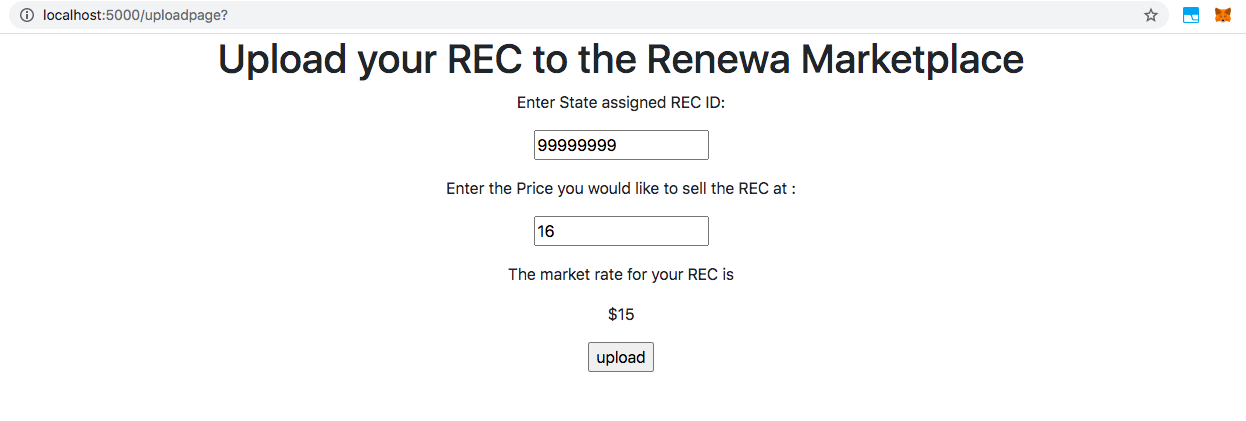 localhost:5000/uploadpage?
Upload your REC to the Renewa Marketplace
Enter State assigned REC ID:
99999999
Enter the Price you would like to sell the REC at :
16
The market rate for your REC is
$15
upload